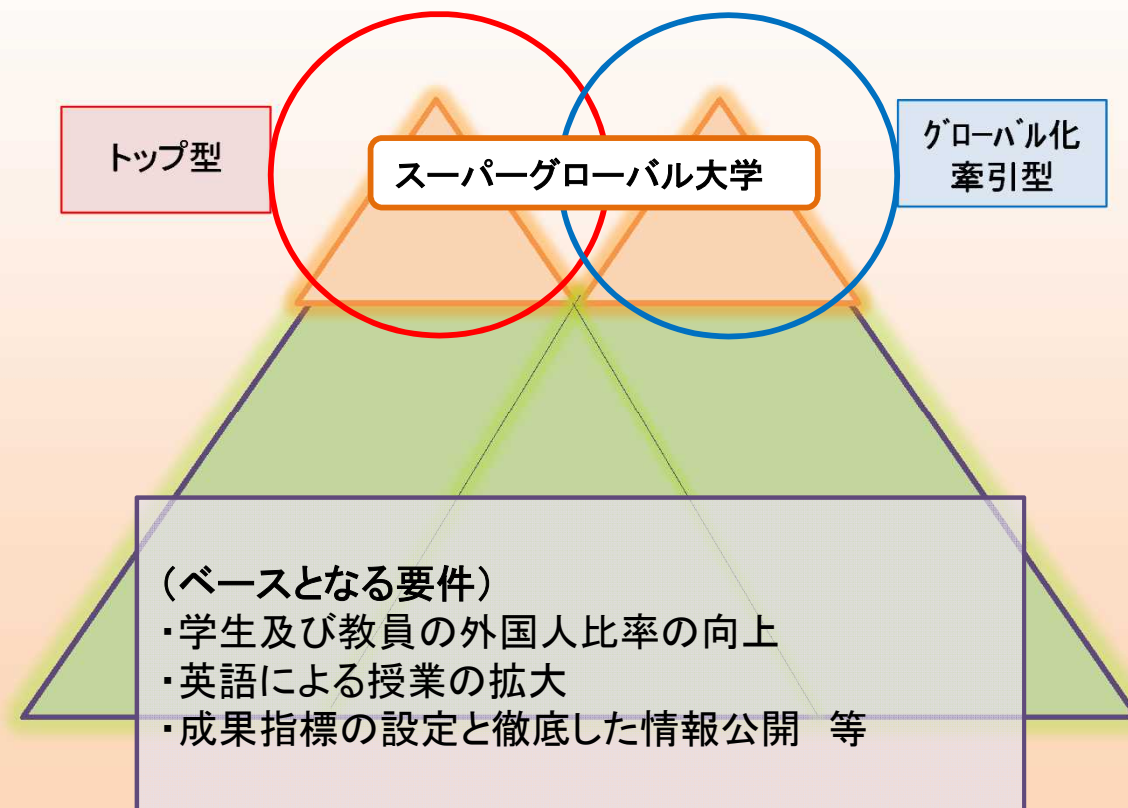 トップ型
スーパーグローバル大学
グローバル化
牽引型
（ベースとなる要件）
・学生及び教員の外国人比率の向上
・英語による授業の拡大
・成果指標の設定と徹底した情報公開　等